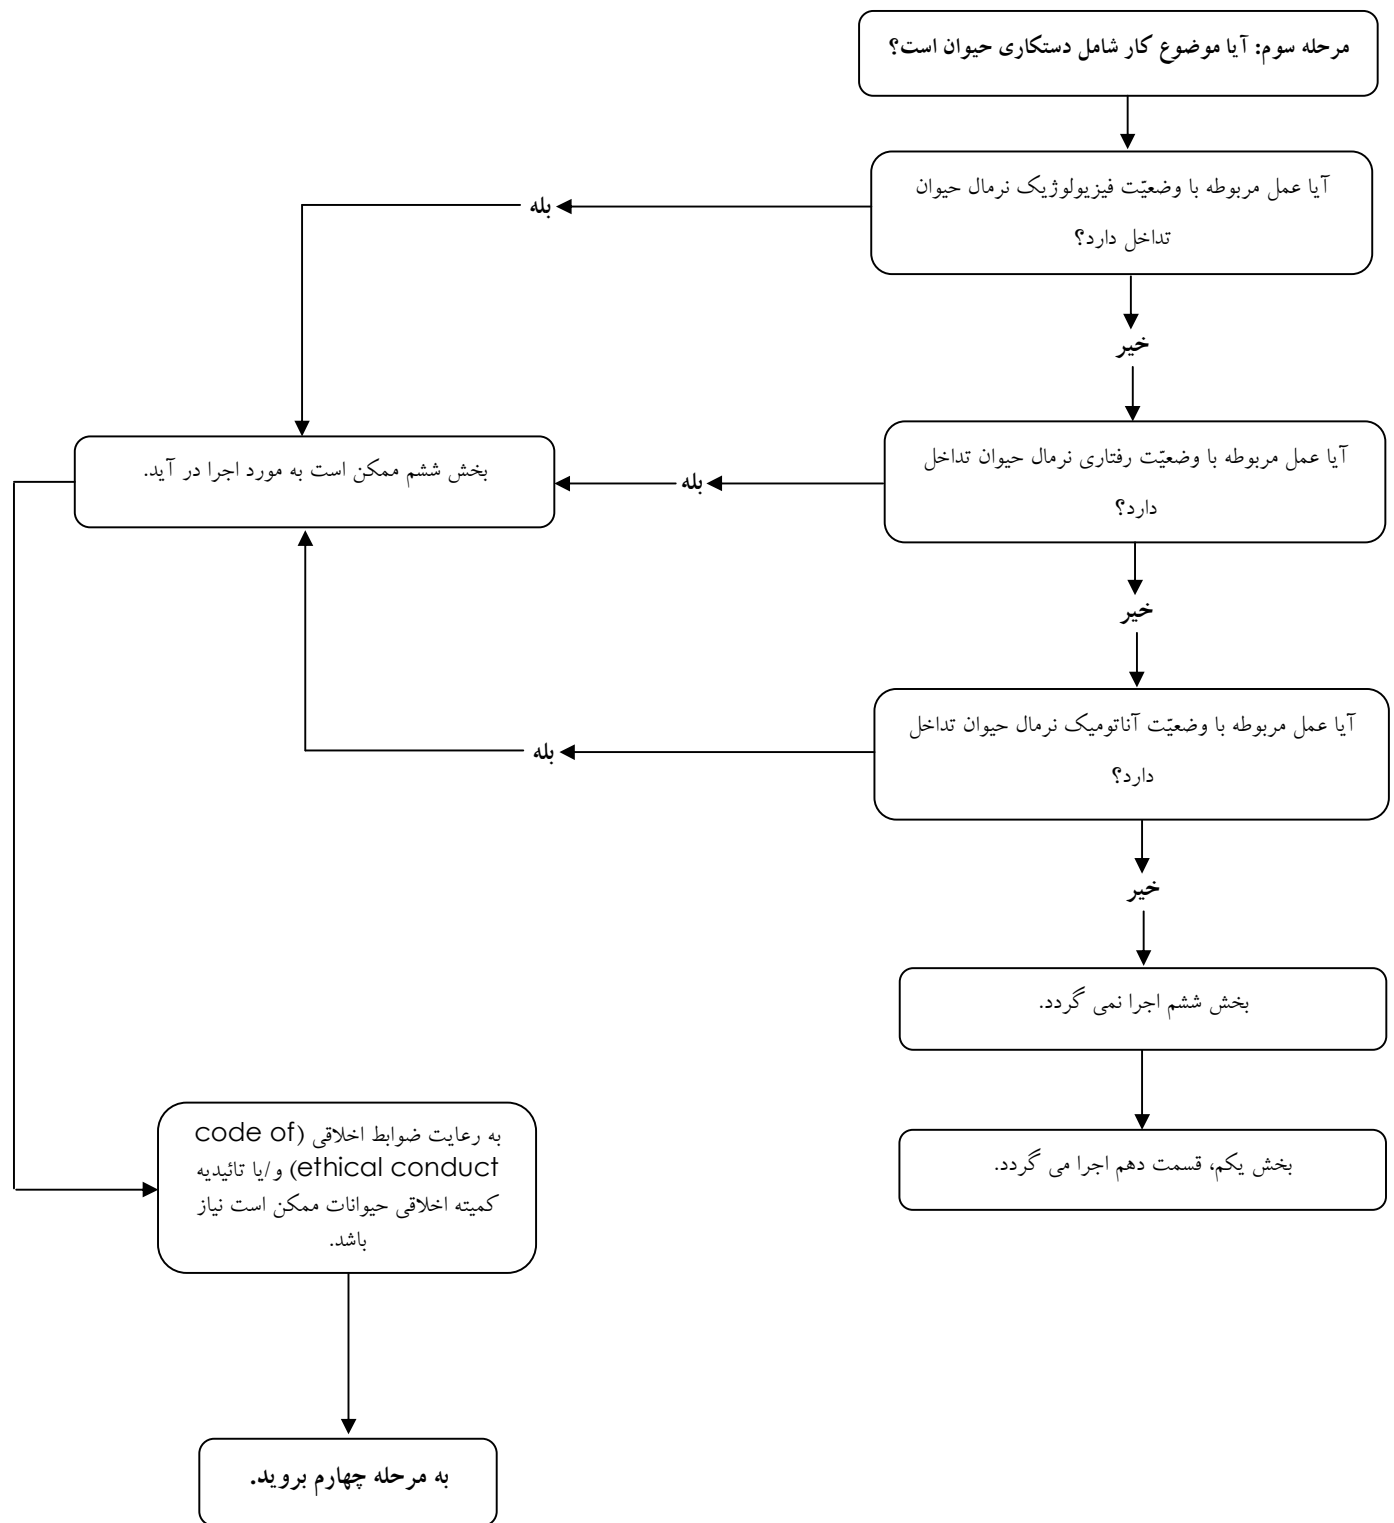 مرحله سوم: آیا موضوع کار شامل دستکاری حیوان است؟
آیا عمل مربوطه با وضعیّت فیزیولوژیک نرمال حیوان
تداخل دارد؟
بله
خیر
آیا عمل مربوطه با وضعیّت رفتاری نرمال حیوان تداخل
دارد؟
بله
بخش ششم ممکن است به مورد اجرا در آید.
خیر
آیا عمل مربوطه با وضعیّت آناتومیک نرمال حیوان تداخل
دارد؟
بله
خیر
بخش ششم اجرا نمی گردد.
بخش یکم، قسمت دهم اجرا می گردد.
به رعایت ضوابط اخلاقی (code of
ethical conduct) و/یا تائیدیه
کمیته اخلاقی حیوانات ممکن است نیاز
باشد.
به مرحله چهارم بروید.